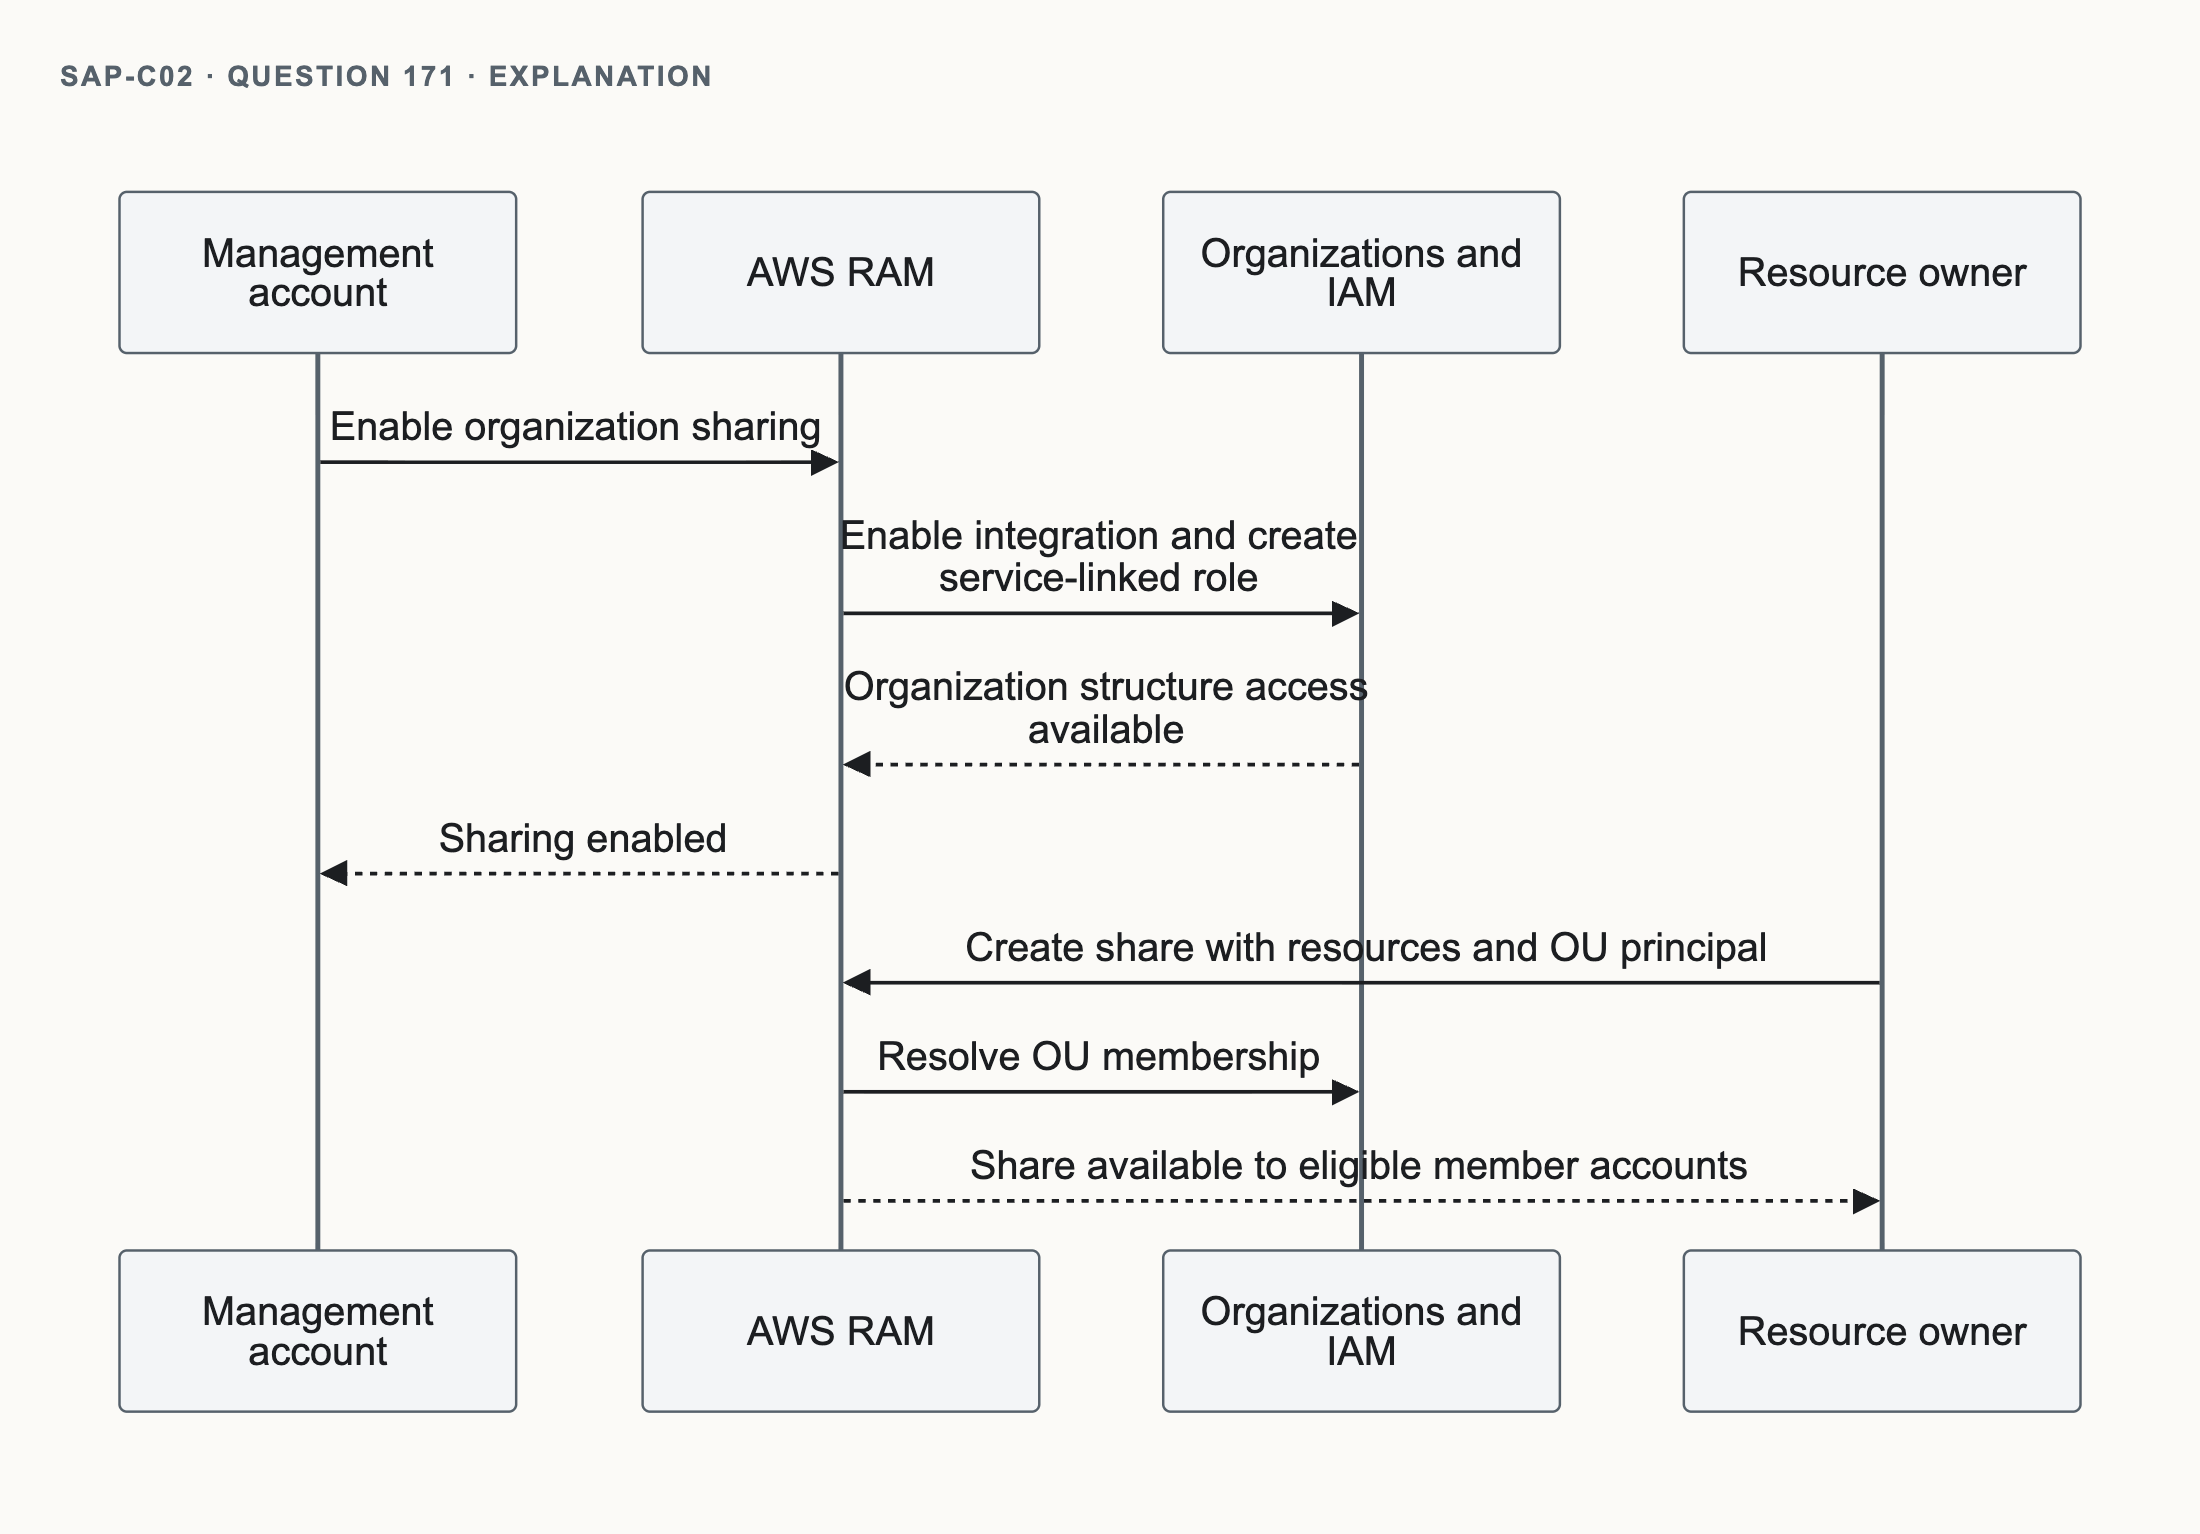 SAP-C02 · QUESTION 171 · EXPLANATION
Management
account
AWS RAM
Organizations and
IAM
Resource owner
Enable organization sharing
Enable integration and create
service-linked role
Organization structure access
available
Sharing enabled
Create share with resources and OU principal
Resolve OU membership
Share available to eligible member accounts
Management
account
AWS RAM
Organizations and
IAM
Resource owner